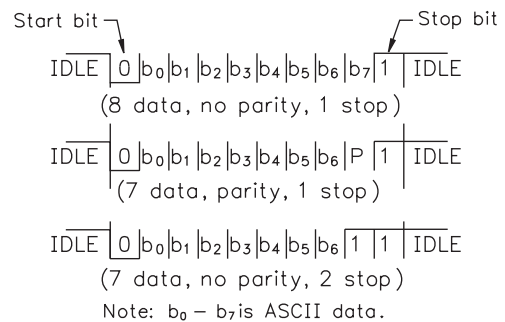 Start bit Stop bit
IDLE 0 b₀ b₁ b₂ b₃ b₄ b₅ b₆ b₇ 1 IDLE
(8 data, no parity, 1 stop)
IDLE 0 b₀ b₁ b₂ b₃ b₄ b₅ b₆ P 1 IDLE
(7 data, parity, 1 stop)
IDLE 0 b₀ b₁ b₂ b₃ b₄ b₅ b₆ 1 1 IDLE
(7 data, no parity, 2 stop)
Note: b₀ – b₇ is ASCII data.